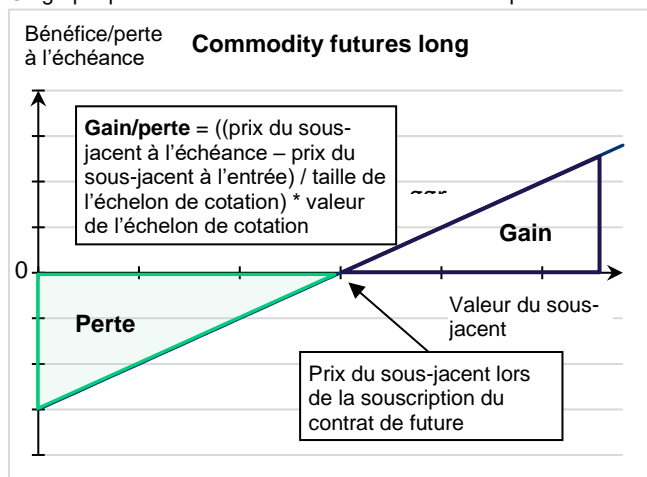 Bénéfice/perte
à l’échéance
Commodity futures long
Gain/perte = ((prix du sous-
jacent à l’échéance – prix du
sous-jacent à l’entrée) / taille de
l’échelon de cotation) * valeur
de l’échelon de cotation
Gain
0
Perte
Valeur du sous-
jacent
Prix du sous-jacent lors
de la souscription du
contrat de future